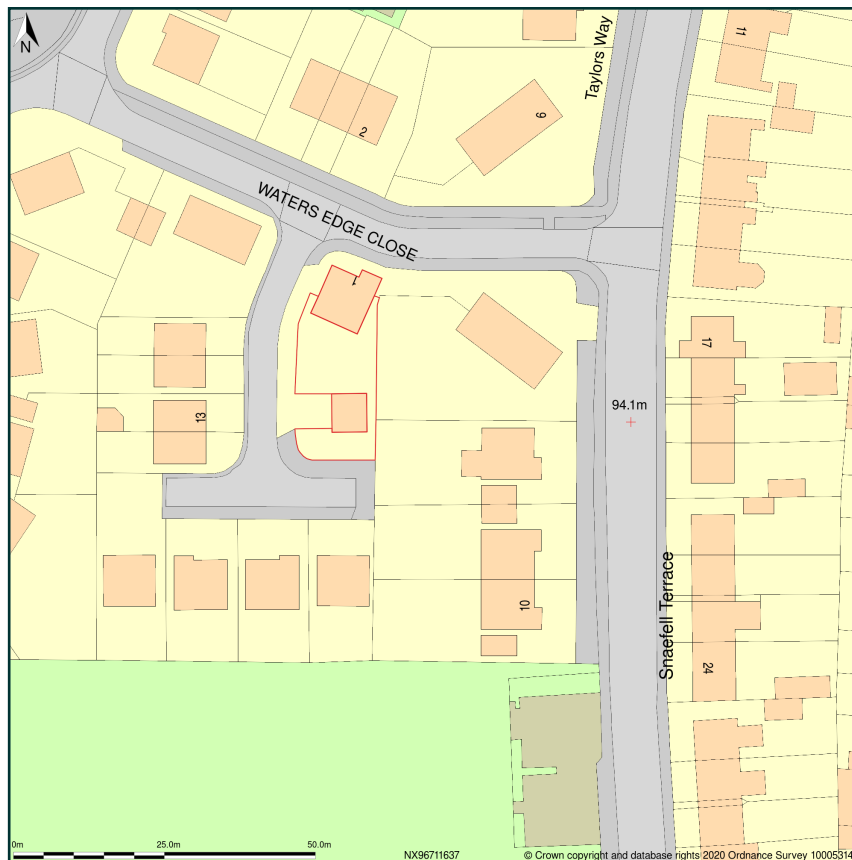 N
11
Taylors Way
2
9
WATERS EDGE CLOSE
1
17
94.1m
13
10
Snaefell Terrace
24
0m
25.0m
50.0m
NX96711637
© Crown copyright and database rights 2020 Ordnance Survey 10005314